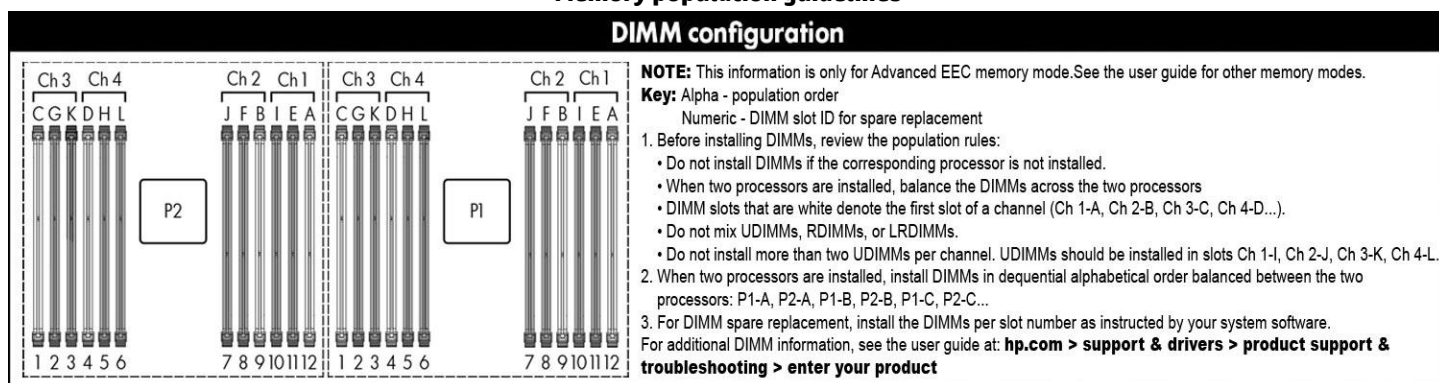 DIMM configuration
Ch 3 Ch 4 Ch 2 Ch 1 Ch 3 Ch 4 Ch 2 Ch 1
C G K D H L J F B I E A C G K D H L J F B I E A
P2 P1
1 2 3 4 5 6 7 8 9 10 11 12 1 2 3 4 5 6 7 8 9 10 11 12
NOTE: This information is only for Advanced EEC memory mode.See the user guide for other memory modes.
Key: Alpha - population order
Numeric - DIMM slot ID for spare replacement
1. Before installing DIMMs, review the population rules:
• Do not install DIMMs if the corresponding processor is not installed.
• When two processors are installed, balance the DIMMs across the two processors
• DIMM slots that are white denote the first slot of a channel (Ch 1-A, Ch 2-B, Ch 3-C, Ch 4-D...).
• Do not mix UDIMMs, RDIMMs, or LRDIMMs.
• Do not install more than two UDIMMs per channel. UDIMMs should be installed in slots Ch 1-I, Ch 2-J, Ch 3-K, Ch 4-L.
2. When two processors are installed, install DIMMs in dequential alphabetical order balanced between the two
processors: P1-A, P2-A, P1-B, P2-B, P1-C, P2-C...
3. For DIMM spare replacement, install the DIMMs per slot number as instructed by your system software.
For additional DIMM information, see the user guide at: hp.com > support & drivers > product support &
troubleshooting > enter your product